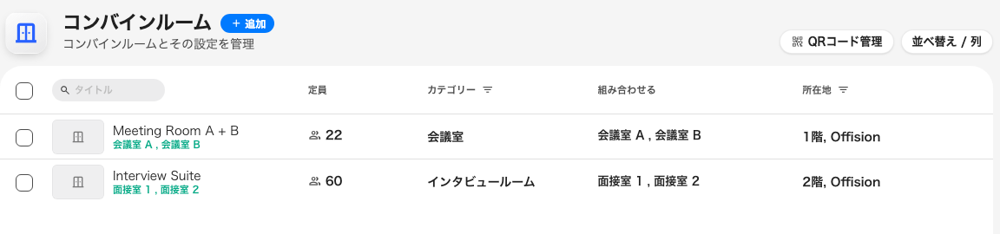 コンバインルーム
+ 追加
コンバインルームとその設定を管理
QRコード管理
並べ替え / 列
タイトル
定員
カテゴリー
組み合わせる
所在地
Meeting Room A + B
会議室 A , 会議室 B
22
会議室
会議室 A , 会議室 B
1階, Offision
Interview Suite
面接室 1 , 面接室 2
60
インタビュールーム
面接室 1 , 面接室 2
2階, Offision